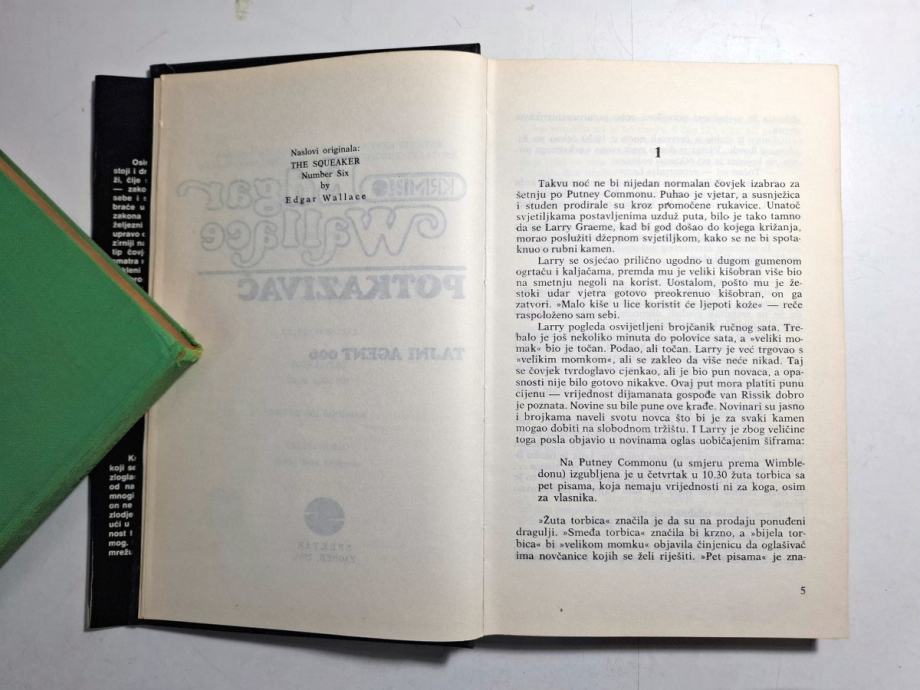 Naslovi originala:
THE SQUEAKER
Number Six
by
Edgar Wallace
1
Takvu noć ne bi nijedan normalan čovjek izabrao za
šetnju po Putney Commonu. Puhao je vjetar, a susnježica
i studen prodirale su kroz promočene rukavice. Unatoč
svjetiljkama postavljenima uzduž puta, bilo je tako tamno
da se Larry Graeme, kad bi god došao do kojega križanja,
morao poslužiti džepnom svjetiljkom, kako se ne bi spota-
knuo o rubni kamen.
Larry se osjećao prilično ugodno u dugom gumenom
ogrtaču i kaljačama, premda mu je veliki kišobran više bio
na smetnju negoli na korist. Uostalom, pošto mu je že-
stoki udar vjetra gotovo preokrenuo kišobran, on ga
zatvori. »Malo kiše u lice koristit će ljepoti kože« — reče
raspoloženo sam sebi.
Larry pogleda osvijetljeni brojčanik ručnog sata. Tre-
balo je još nekoliko minuta do polovice sata, a »veliki mo-
mak« bio je točan. Podao, ali točan. Larry je već trgovao s
»velikim momkom«, ali se zakleo da više neće nikad. Taj
se čovjek tvrdoglavo cjenkao, ali je bio pun novaca, a opa-
snosti nije bilo gotovo nikakve. Ovaj put mora platiti punu
cijenu — vrijednost dijamanata gospođe van Rissik dobro
je poznata. Novine su bile pune ove krađe. Novinari su jasno
i brojkama naveli svotu novca što bi je za svaki kamen
mogao dobiti na slobodnom tržištu. I Larry je zbog veličine
toga posla objavio u novinama oglas uobičajenim šiframa:
Na Putney Commonu (u smjeru prema Wimble-
donu) izgubljena je u četvrtak u 10.30 žuta torbica sa
pet pisama, koja nemaju vrijednosti ni za koga, osim
za vlasnika.
»Žuta torbica« značila je da su na prodaju ponuđeni
dragulji. »Smeđa torbica« značila bi krzno, a »bijela tor-
bica« bi »velikom momku« objavila činjenicu da oglašivač
ima novčanice kojih se želi riješiti. »Pet pisama« je zna-
5